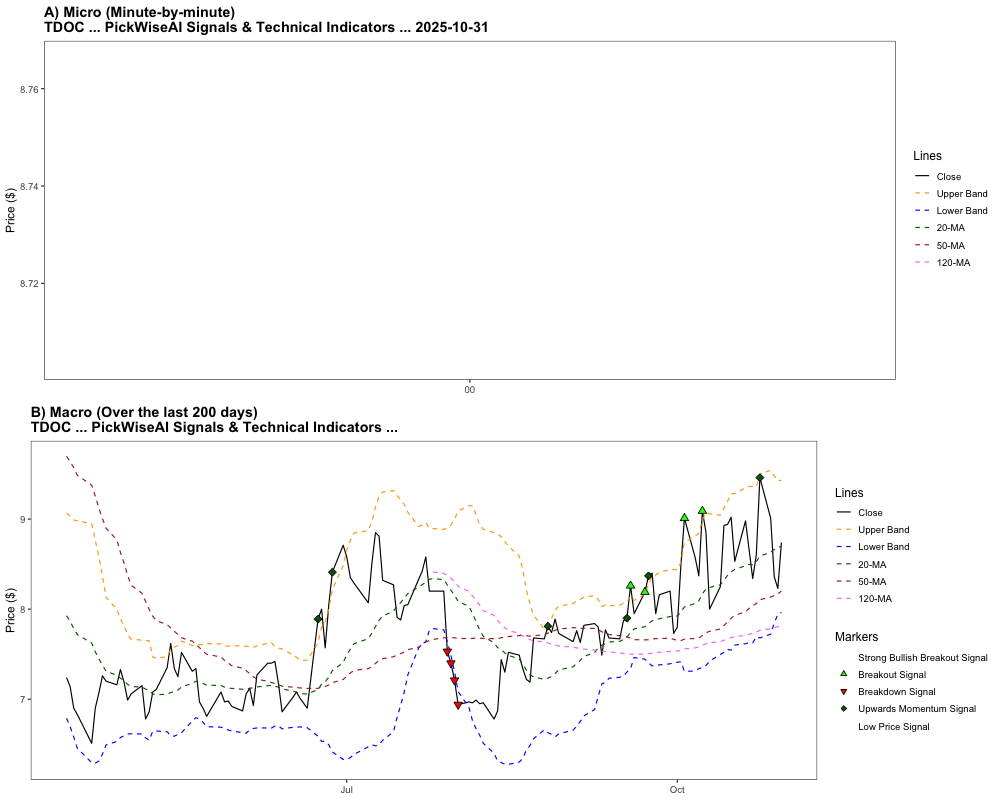 A) Micro (Minute-by-minute)
TDOC ... PickWiseAI Signals & Technical Indicators ... 2025-10-31
Price ($)
8.76
8.74
8.72
00
Lines
Close
Upper Band
Lower Band
20-MA
50-MA
120-MA
B) Macro (Over the last 200 days)
TDOC ... PickWiseAI Signals & Technical Indicators ...
Price ($)
9
8
7
Jul
Oct
Lines
Close
Upper Band
Lower Band
20-MA
50-MA
120-MA
Markers
Strong Bullish Breakout Signal
Breakout Signal
Breakdown Signal
Upwards Momentum Signal
Low Price Signal